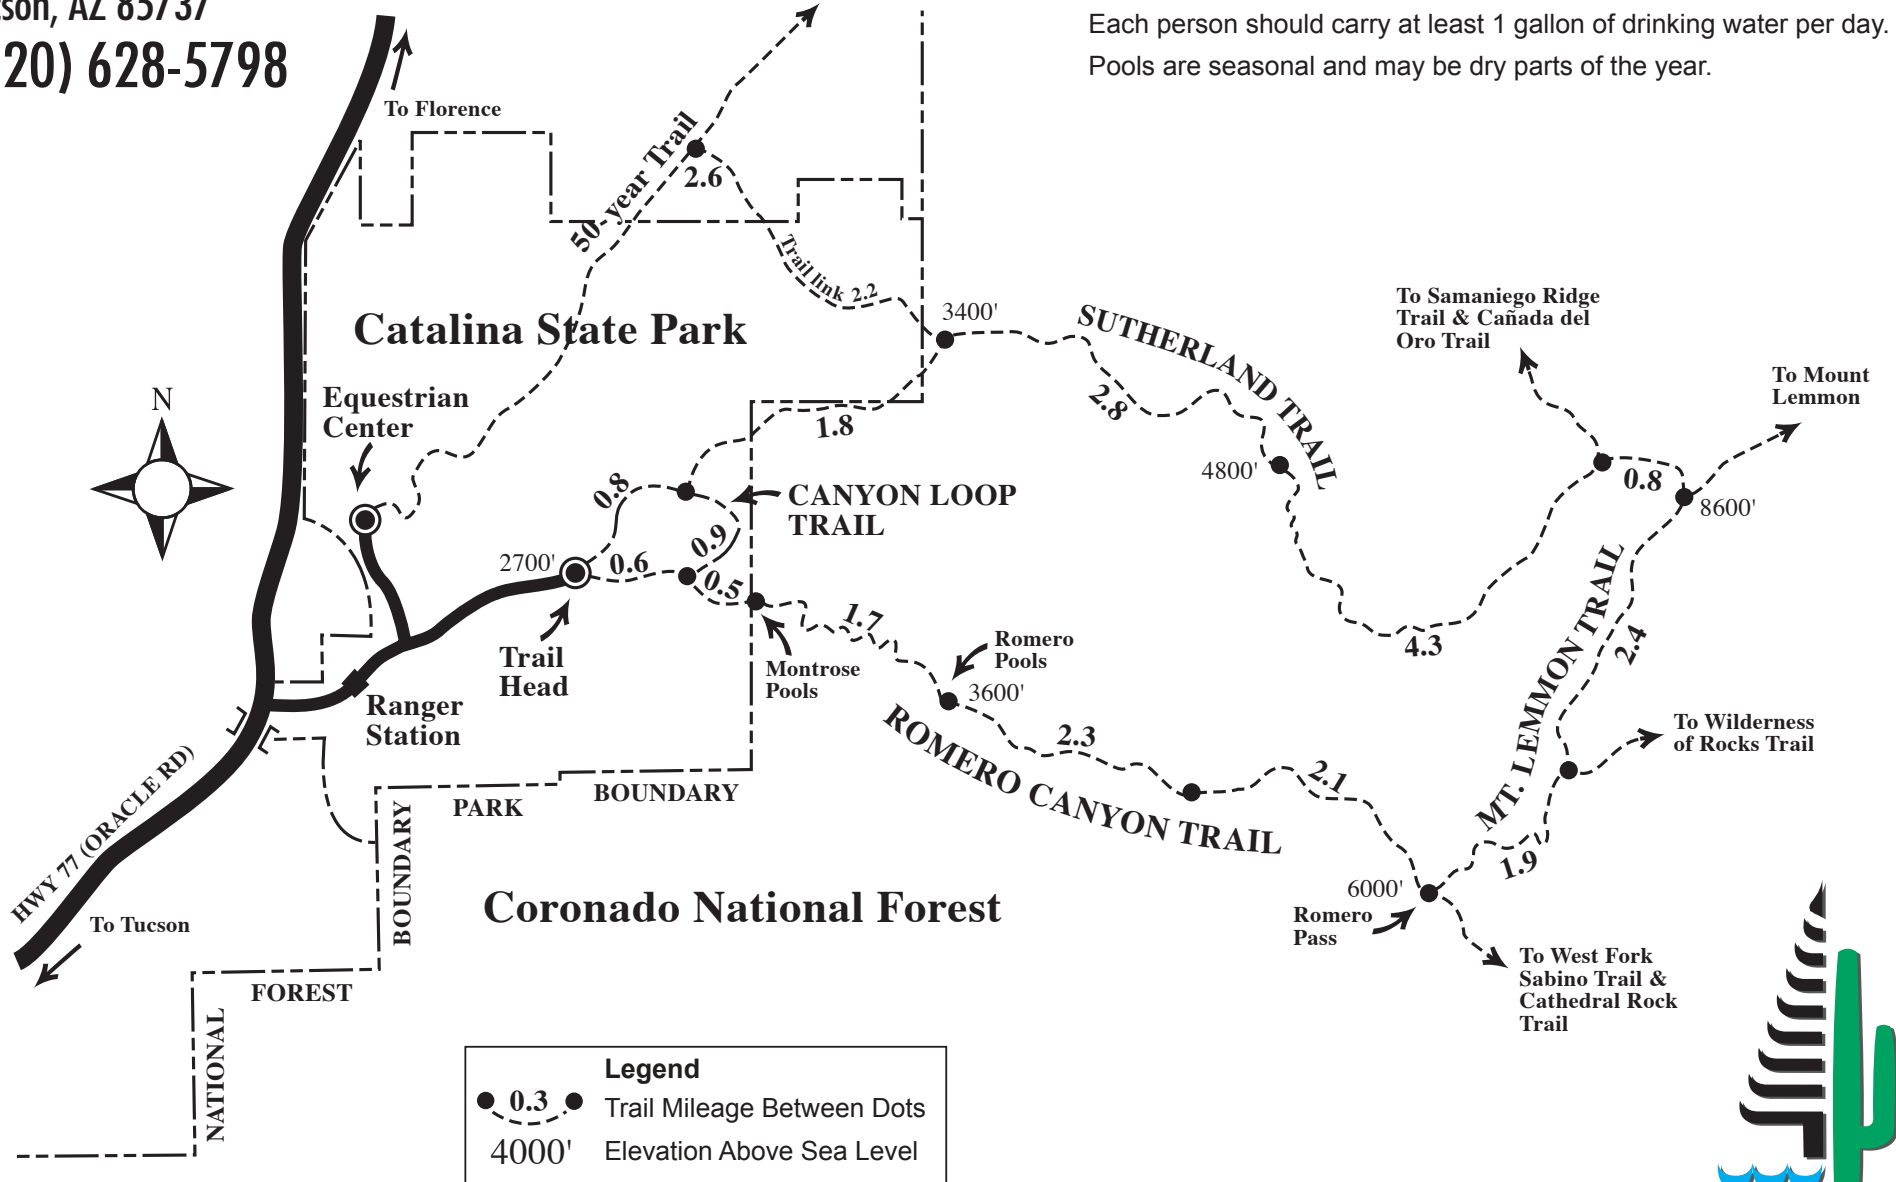 son, AZ 85737
20) 628-5798
Each person should carry at least 1 gallon of drinking water per day.
Pools are seasonal and may be dry parts of the year.
To Florence
50-year Trail
2.6
Trail link 2.2
Catalina State Park
3400'
SUTHERLAND TRAIL
2.8
4800'
To Samaniego Ridge
Trail & Cañada del
Oro Trail
To Mount
Lemmon
0.8
8600'
N
Equestrian
Center
1.8
0.8
CANYON LOOP
TRAIL
0.9
2700'
0.6
0.5
1.7
Trail
Head
Montrose
Pools
Romero
Pools
3600'
4.3
MT. LEMMON TRAIL
2.4
Ranger
Station
ROMERO CANYON TRAIL
2.3
2.1
To Wilderness
of Rocks Trail
1.9
HWY 77 (ORACLE RD)
PARK
BOUNDARY
BOUNDARY
Coronado National Forest
6000'
Romero
Pass
To Tucson
To West Fork
Sabino Trail &
Cathedral Rock
Trail
FOREST
NATIONAL
Legend
0.3 Trail Mileage Between Dots
4000' Elevation Above Sea Level